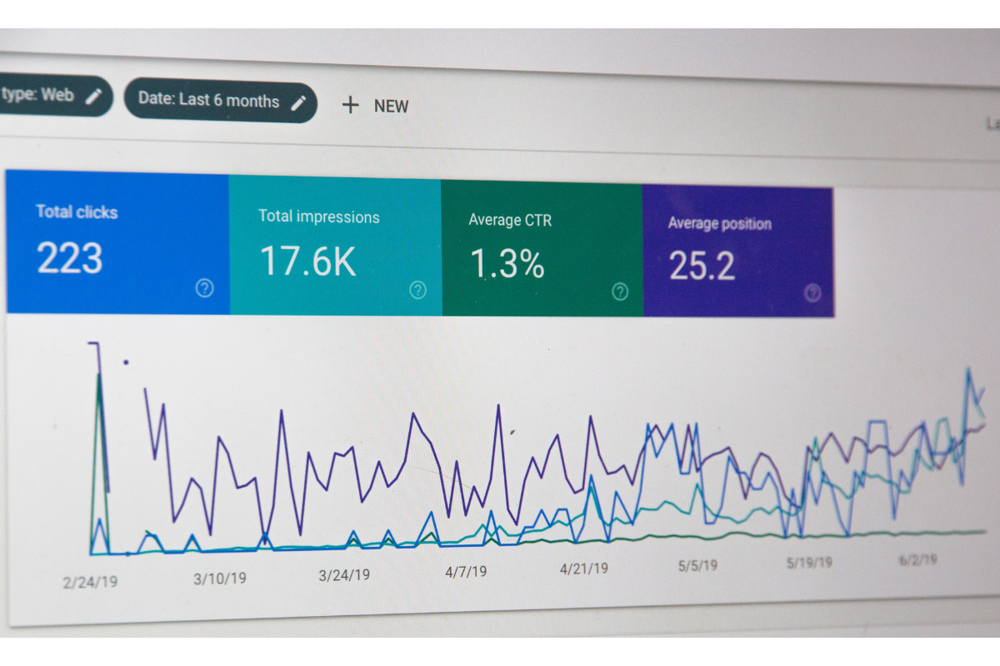 type: Web
Date: Last 6 months
+ NEW
La
Total clicks
223
?
Total impressions
17.6K
?
Average CTR
1.3%
?
Average position
25.2
?
2/24/19
3/10/19
3/24/19
4/7/19
4/21/19
5/5/19
5/19/19
6/2/19